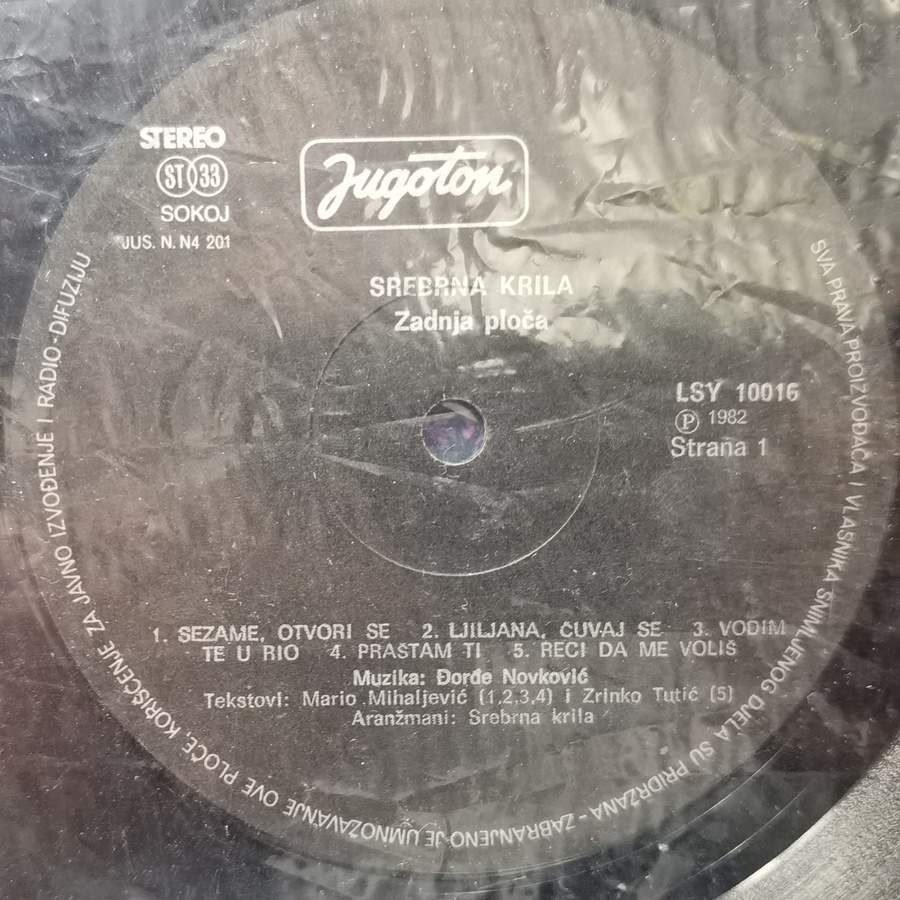 STEREO
ST 33
SOKOJ
JUS. N. N4 201
Jugoton
SREBRNA KRILA
Zadnja ploča
LSY 10016
Ⓟ 1982
Strana 1
1. SEZAME, OTVORI SE 2. LJILJANA, ČUVAJ SE 3. VODIM
TE U RIO 4. PRAŠTAM TI 5. RECI DA ME VOLIŠ
Muzika: Đorđe Novković
Tekstovi: Mario Mihaljević (1,2,3,4) i Zrinko Tutić (5)
Aranžmani: Srebrna krila
SVA PRAVA PROIZVOĐAČA I VLASNIKA SNIMLJENOG DJELA SU PRIDRŽANA - ZABRANJENO JE UMNOŽAVANJE OVE PLOČE, KORIŠĆENJE ZA JAVNO IZVOĐENJE I RADIO-DIFUZIJU